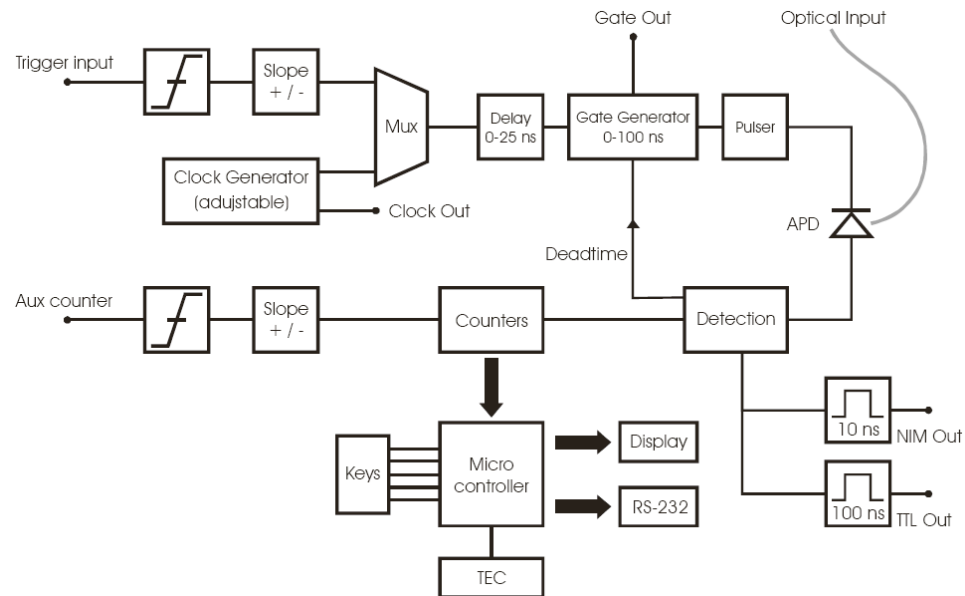 Gate Out
Optical Input
Trigger input
Slope
+ / -
Mux
Delay
0-25 ns
Gate Generator
0-100 ns
Pulser
Clock Generator
(adujstable)
Clock Out
APD
Deadtime
Aux counter
Slope
+ / -
Counters
Detection
10 ns
NIM Out
Keys
Micro
controller
Display
RS-232
100 ns
TTL Out
TEC